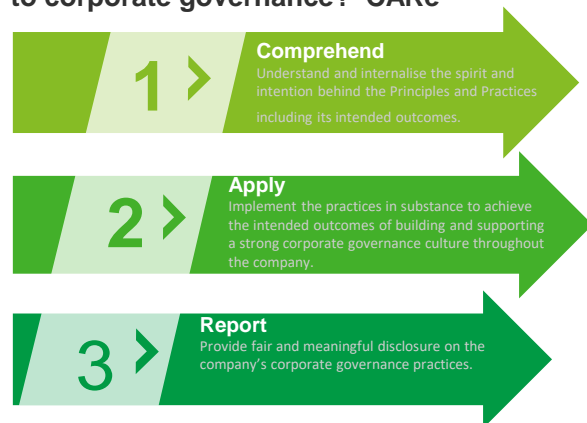 to corporate governance? CARe
1
Comprehend
Understand and internalise the spirit and
intention behind the Principles and Practices
including its intended outcomes.
2
Apply
Implement the practices in substance to achieve
the intended outcomes of building and supporting
a strong corporate governance culture throughout
the company.
3
Report
Provide fair and meaningful disclosure on the
company's corporate governance practices.